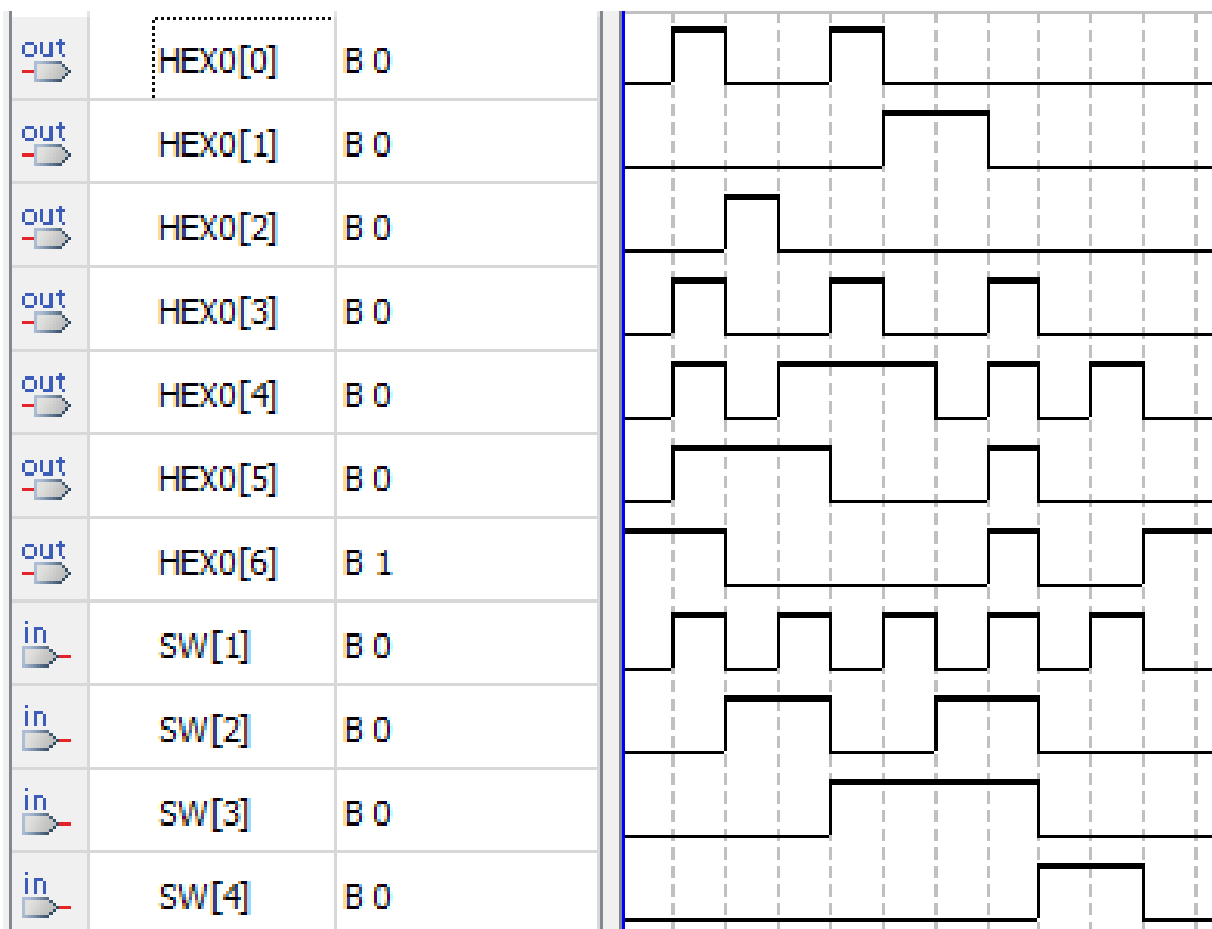 out HEX0[0] B 0
out HEX0[1] B 0
out HEX0[2] B 0
out HEX0[3] B 0
out HEX0[4] B 0
out HEX0[5] B 0
out HEX0[6] B 1
in SW[1] B 0
in SW[2] B 0
in SW[3] B 0
in SW[4] B 0